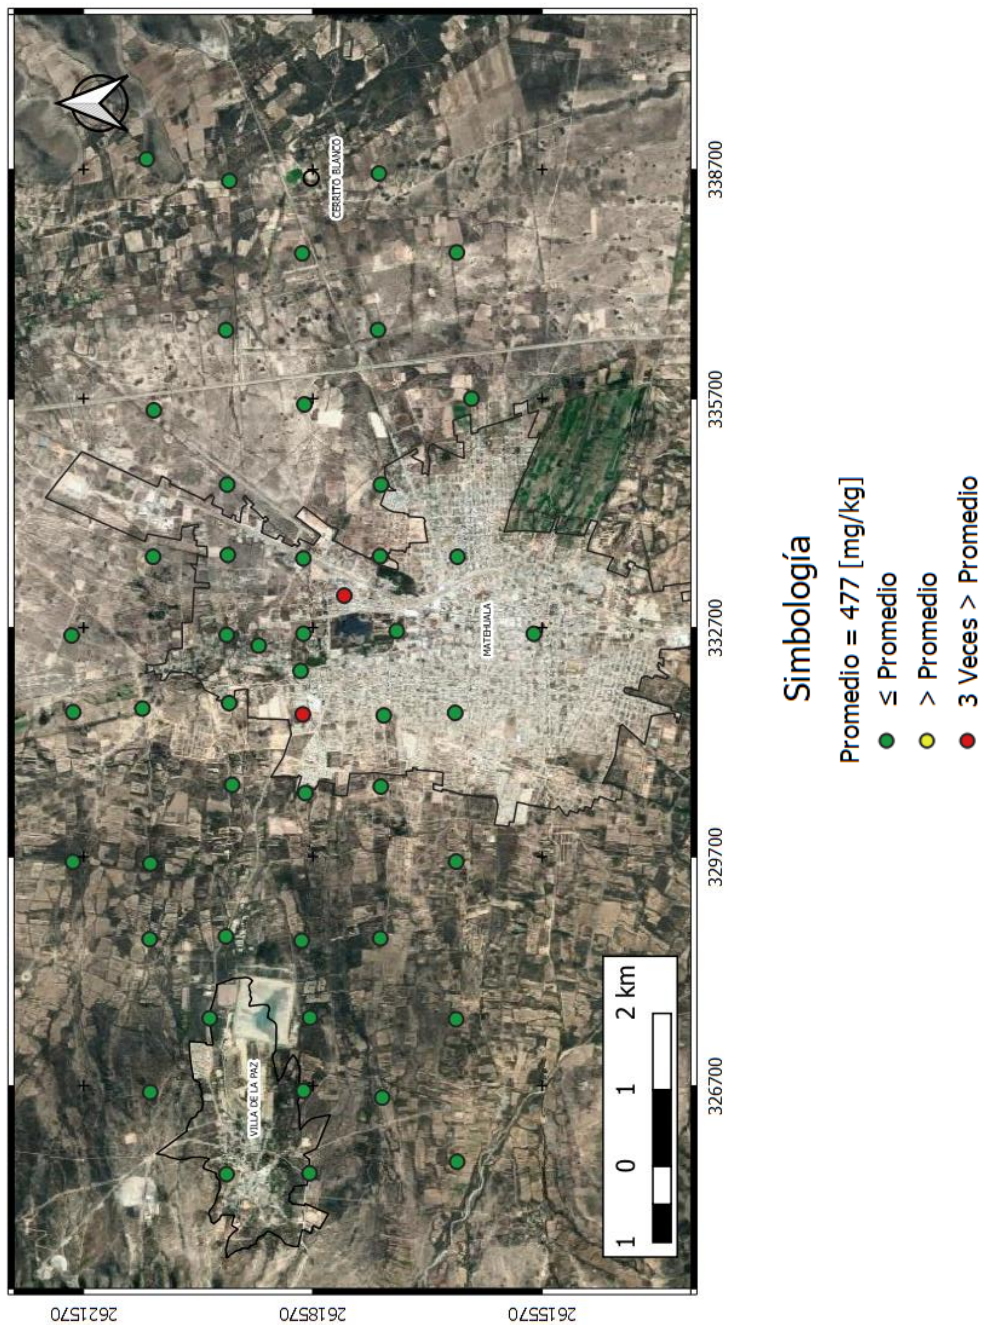 CERRITO BLANCO
MATEHUALA
VILLA DE LA PAZ
338700
335700
332700
329700
326700
2621570
2618570
2615570
1 0 1 2 km
Simbología
Promedio = 477 [mg/kg]
≤ Promedio
> Promedio
3 Veces > Promedio